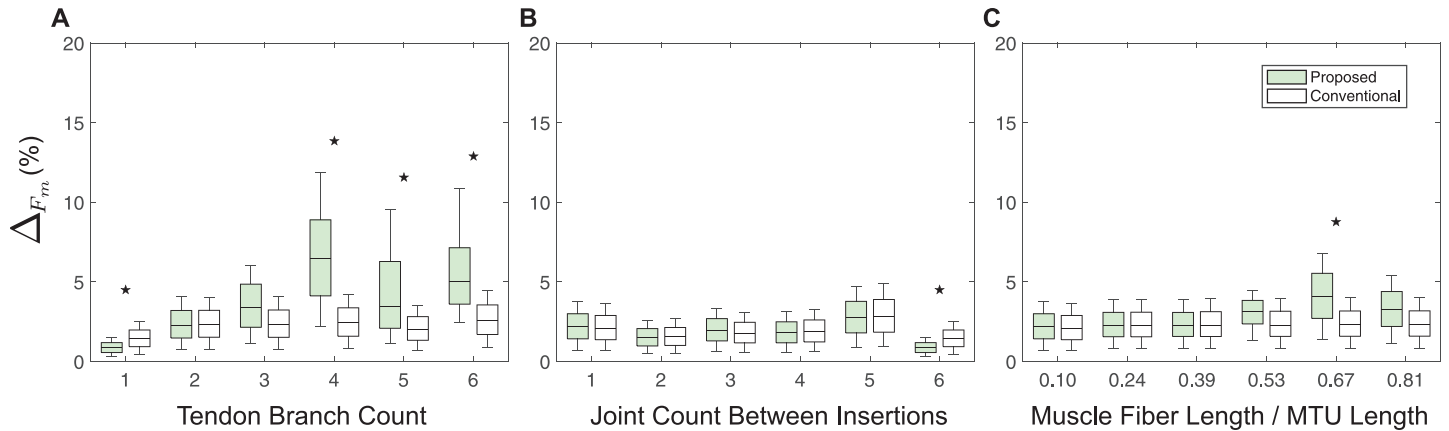 A
B
C
Δ_{F_m} (%)
20
15
10
5
0
1 2 3 4 5 6
Tendon Branch Count
20
15
10
5
0
1 2 3 4 5 6
Joint Count Between Insertions
20
15
10
5
0
Proposed
Conventional
0.10 0.24 0.39 0.53 0.67 0.81
Muscle Fiber Length / MTU Length